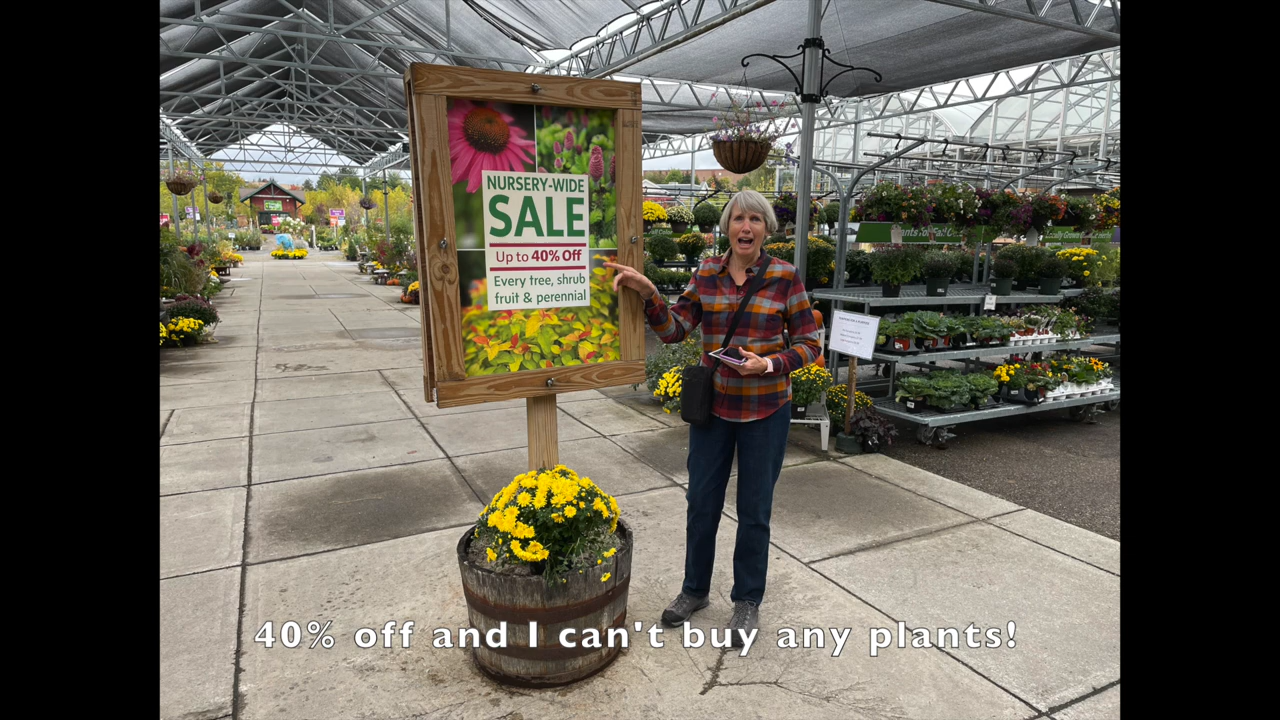 NURSERY-WIDE
SALE
Up to 40% Off
Every tree, shrub
fruit & perennial
40% off and I can't buy any plants!